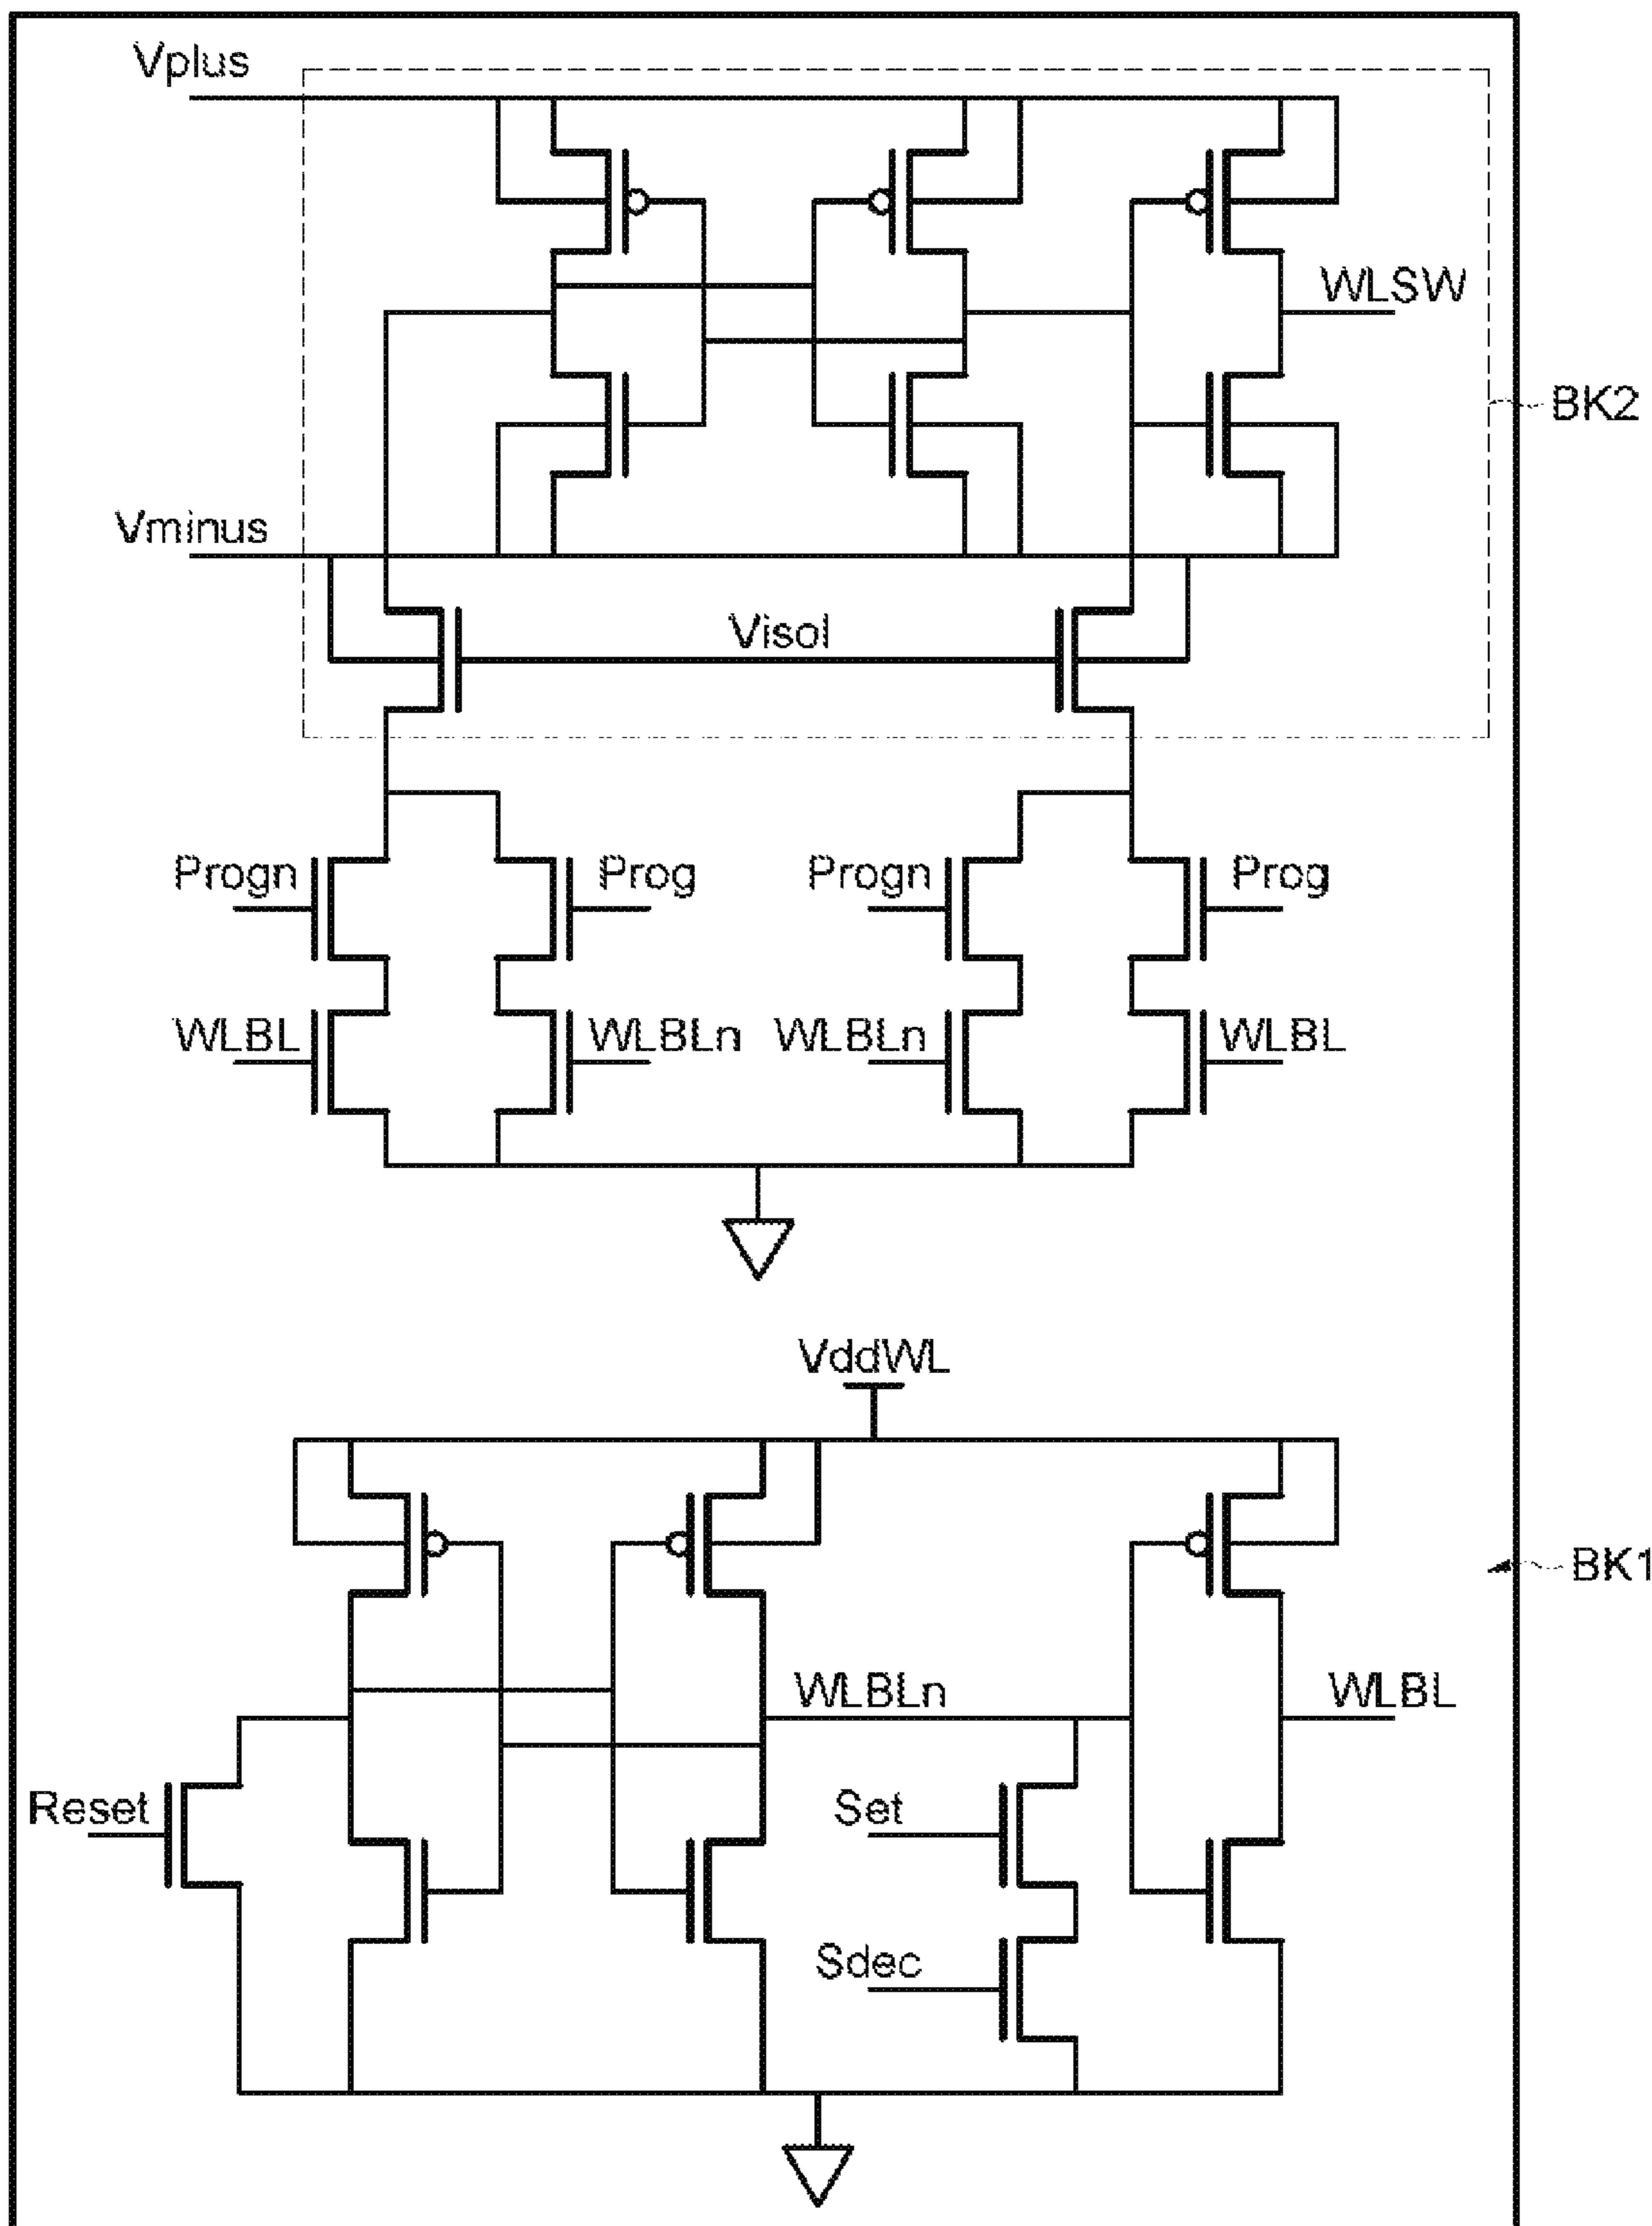 Vplus
WLSW
BK2
Vminus
Visol
Progn
Prog
Progn
Prog
WLBL
WLBLn
WLBLn
WLBL
VddWL
BK1
WLBLn
WLBL
Reset
Set
Sdec